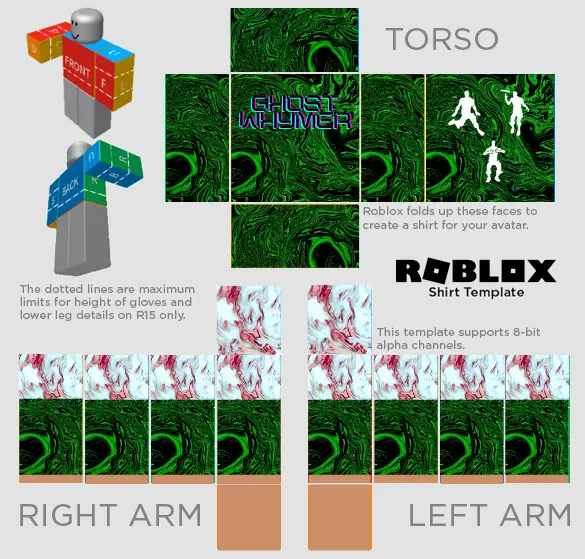 TORSO
FRONT
F
L
U
GHOST
WHYMER
BACK
U
R
R
B
Roblox folds up these faces to
create a shirt for your avatar.
The dotted lines are maximum
limits for height of gloves and
lower leg details on R15 only.
ROBLOX
Shirt Template
This template supports 8-bit
alpha channels.
RIGHT ARM
LEFT ARM